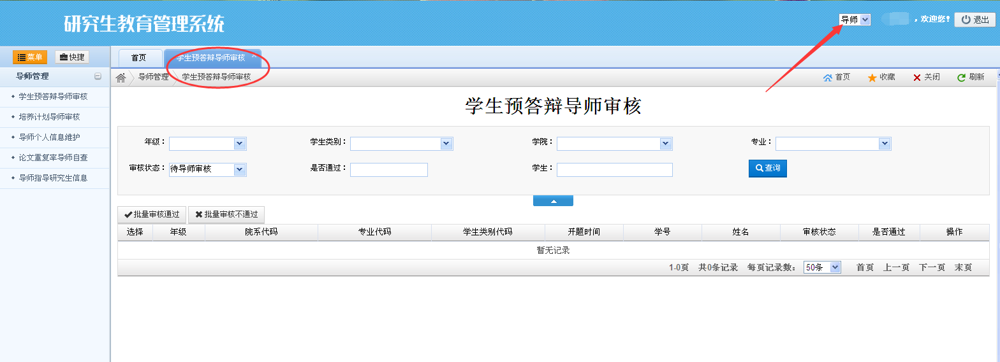 研究生教育管理系统
导师
，欢迎您！
退出
菜单
快捷
首页
学生预答辩导师审核
导师管理
导师管理
学生预答辩导师审核
首页
收藏
关闭
刷新
学生预答辩导师审核
培养计划导师审核
导师个人信息维护
论文重复率导师自查
导师指导研究生信息
学生预答辩导师审核
年级：
学生类别：
学院：
专业：
审核状态：
待导师审核
是否通过：
学生：
查询
批量审核通过
批量审核不通过
选择 年级 院系代码 专业代码 学生类别代码 开题时间 学号 姓名 审核状态 是否通过 操作
暂无记录
1-0页 共0条记录 每页记录数： 50条 首页 上一页 下一页 末页